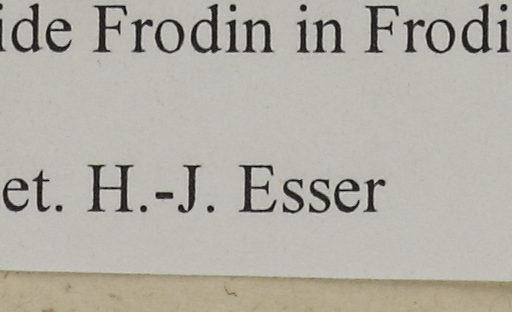 ide Frodin in Frodi
et. H.-J. Esser